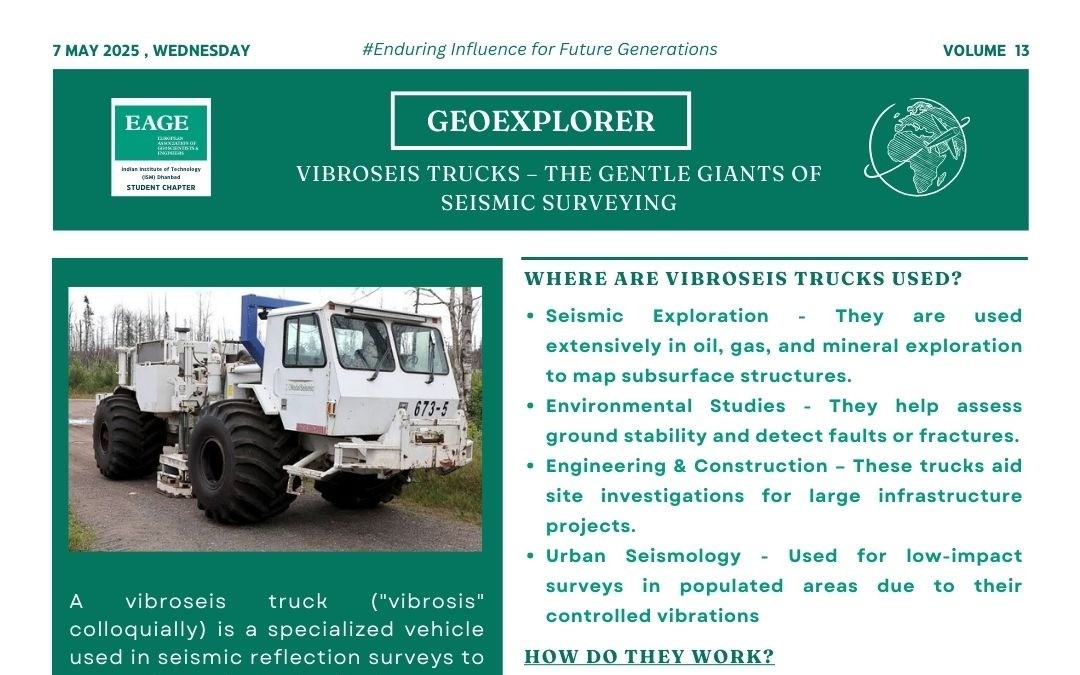 7 MAY 2025 , WEDNESDAY
#Enduring Influence for Future Generations
VOLUME 13
EAGE
EUROPEAN
ASSOCIATION OF
GEOSCIENTISTS &
ENGINEERS
Indian Institute of Technology
(ISM) Dhanbad
STUDENT CHAPTER
GEOEXPLORER
VIBROSEIS TRUCKS – THE GENTLE GIANTS OF
SEISMIC SURVEYING
673-5
A vibroseis truck ("vibrosis"
colloquially) is a specialized vehicle
used in seismic reflection surveys to
WHERE ARE VIBROSEIS TRUCKS USED?
• Seismic Exploration - They are used
extensively in oil, gas, and mineral exploration
to map subsurface structures.
• Environmental Studies - They help assess
ground stability and detect faults or fractures.
• Engineering & Construction – These trucks aid
site investigations for large infrastructure
projects.
• Urban Seismology - Used for low-impact
surveys in populated areas due to their
controlled vibrations
HOW DO THEY WORK?